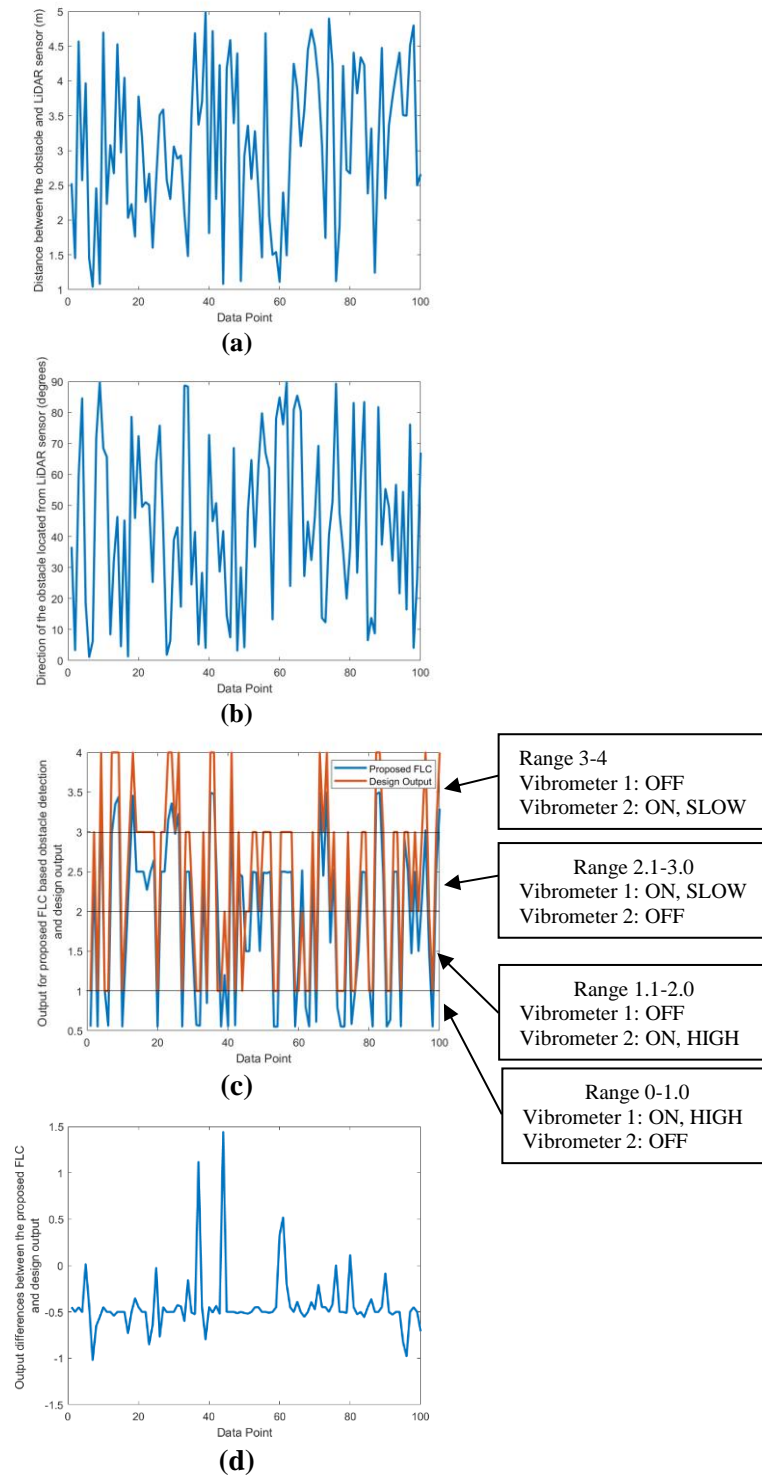 Distance between the obstacle and LiDAR sensor (m)
5
4.5
4
3.5
3
2.5
2
1.5
1
0
20
40
60
80
100
Data Point
(a)
Direction of the obstacle located from LiDAR sensor (degrees)
90
80
70
60
50
40
30
20
10
0
0
20
40
60
80
100
Data Point
(b)
Output for proposed FLC based obstacle detection
and design output
4
3.5
3
2.5
2
1.5
1
0.5
0
20
40
60
80
100
Data Point
Proposed FLC
Design Output
(c)
Range 3-4
Vibrometer 1: OFF
Vibrometer 2: ON, SLOW
Range 2.1-3.0
Vibrometer 1: ON, SLOW
Vibrometer 2: OFF
Range 1.1-2.0
Vibrometer 1: OFF
Vibrometer 2: ON, HIGH
Range 0-1.0
Vibrometer 1: ON, HIGH
Vibrometer 2: OFF
Output differences between the proposed FLC
and design output
1.5
1
0.5
0
-0.5
-1
-1.5
0
20
40
60
80
100
Data Point
(d)